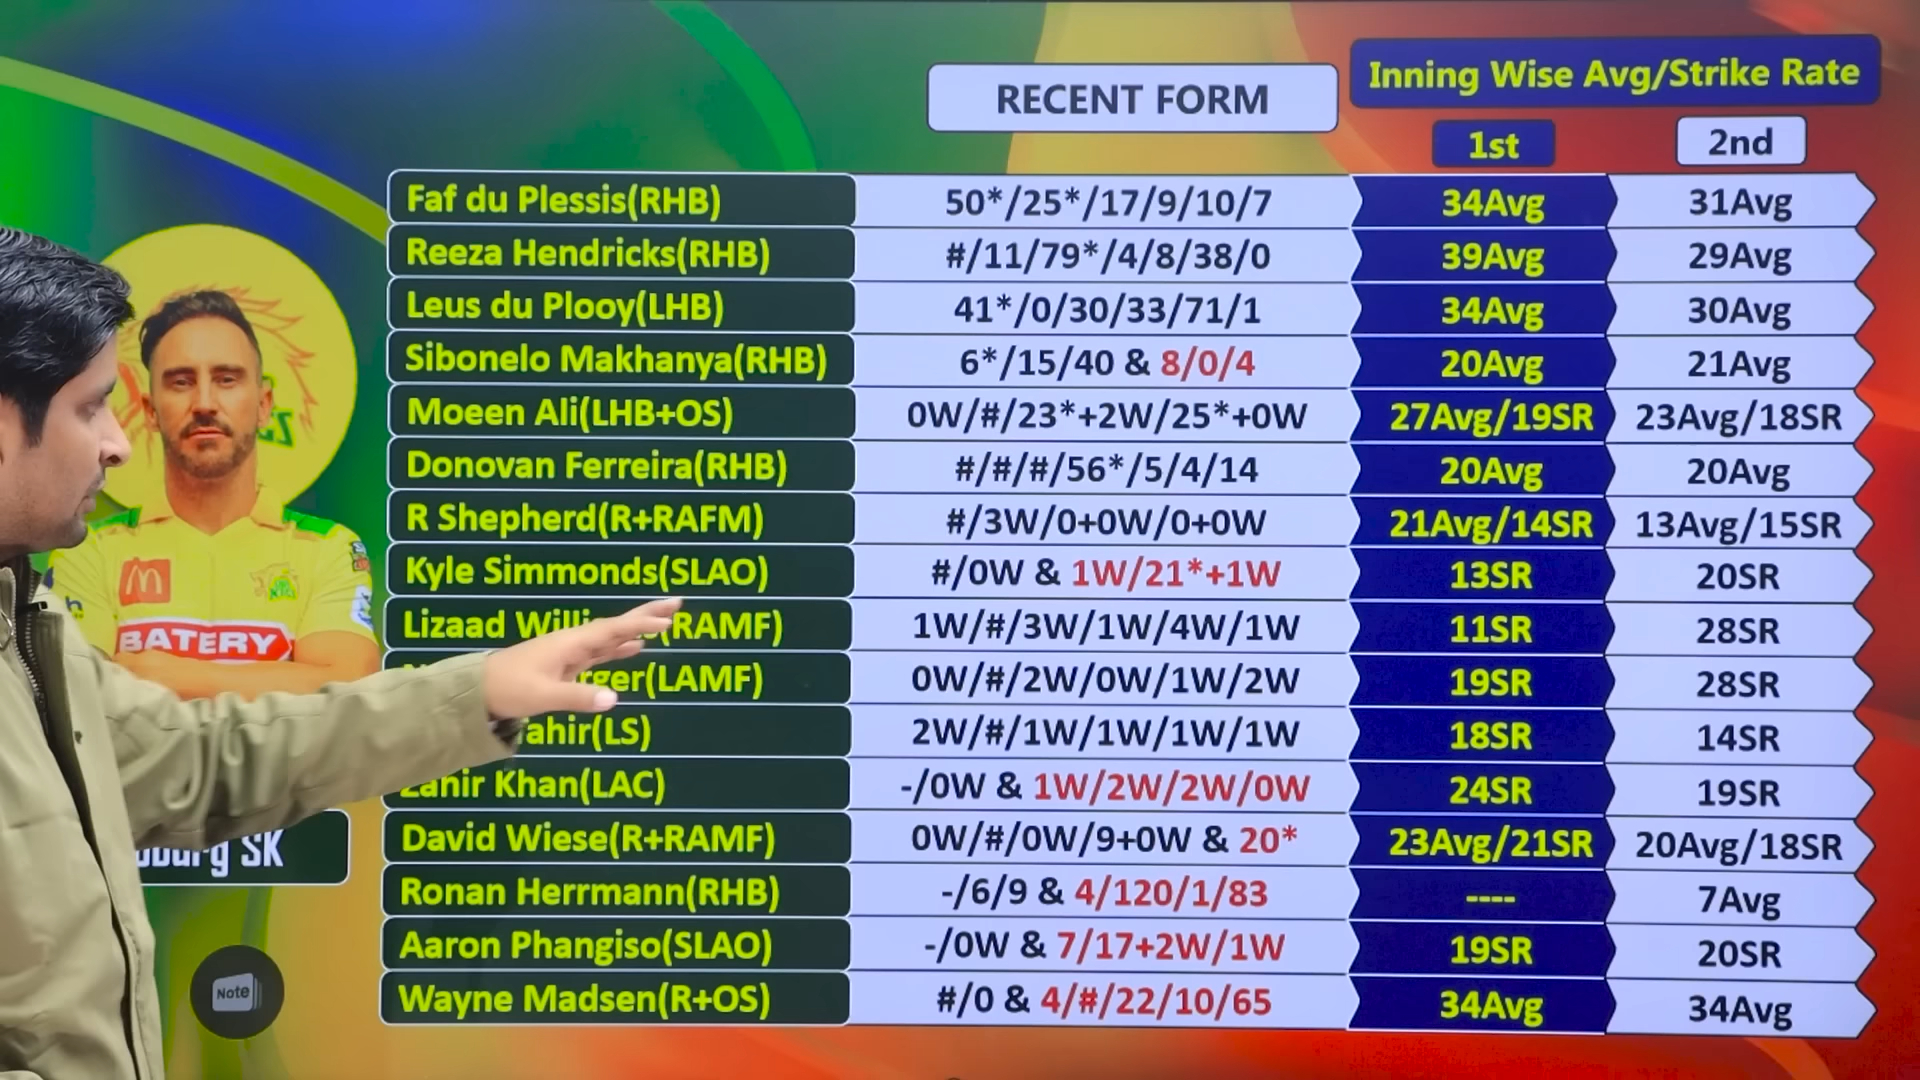 RECENT FORM
Inning Wise Avg/Strike Rate
1st
2nd
Faf du Plessis(RHB) 50*/25*/17/9/10/7 34Avg 31Avg
Reeza Hendricks(RHB) #/11/79*/4/8/38/0 39Avg 29Avg
Leus du Plooy(LHB) 41*/0/30/33/71/1 34Avg 30Avg
Sibonelo Makhanya(RHB) 6*/15/40 & 8/0/4 20Avg 21Avg
Moeen Ali(LHB+OS) 0W/#/23*+2W/25*+0W 27Avg/19SR 23Avg/18SR
Donovan Ferreira(RHB) #/#/#/56*/5/4/14 20Avg 20Avg
R Shepherd(R+RAFM) #/3W/0+0W/0+0W 21Avg/14SR 13Avg/15SR
Kyle Simmonds(SLAO) #/0W & 1W/21*+1W 13SR 20SR
Lizaad (RAMF) 1W/#/3W/1W/4W/1W 11SR 28SR
rger(LAMF) 0W/#/2W/0W/1W/2W 19SR 28SR
ahir(LS) 2W/#/1W/1W/1W/1W 18SR 14SR
Zahir Khan(LAC) -/0W & 1W/2W/2W/0W 24SR 19SR
David Wiese(R+RAMF) 0W/#/0W/9+0W & 20* 23Avg/21SR 20Avg/18SR
Ronan Herrmann(RHB) -/6/9 & 4/120/1/83 ---- 7Avg
Aaron Phangiso(SLAO) -/0W & 7/17+2W/1W 19SR 20SR
Wayne Madsen(R+OS) #/0 & 4/#/22/10/65 34Avg 34Avg
BATERY
SK
Note